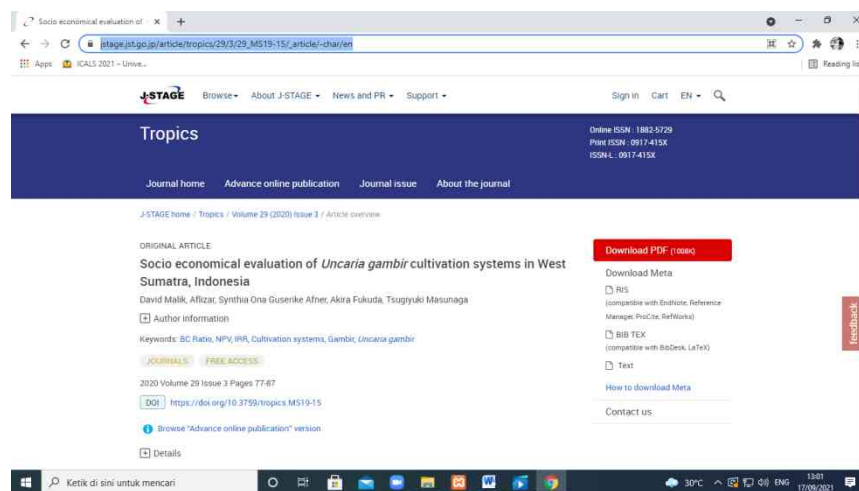 Socio economical evaluation of
jstage.jst.go.jp/article/tropics/29/3/29_MS19-15/_article/-char/en
Apps
ICALS 2021 – Unive...
Reading lis
J-STAGE
Browse
About J-STAGE
News and PR
Support
Sign in
Cart
EN
Tropics
Online ISSN : 1882-5729
Print ISSN : 0917-415X
ISSN-L : 0917-415X
Journal home
Advance online publication
Journal issue
About the journal
J-STAGE home / Tropics / Volume 29 (2020) Issue 3 / Article overview
ORIGINAL ARTICLE
Socio economical evaluation of Uncaria gambir cultivation systems in West
Sumatra, Indonesia
David Malik, Aflizar, Synthia Ona Guserike Afner, Akira Fukuda, Tsugiyuki Masunaga
Author information
Keywords: BC Ratio, NPV, IRR, Cultivation systems, Gambir, Uncaria gambir
JOURNALS
FREE ACCESS
2020 Volume 29 Issue 3 Pages 77-87
DOI
https://doi.org/10.3759/tropics.MS19-15
Browse "Advance online publication" version
Details
Download PDF (1008K)
Download Meta
RIS
(compatible with EndNote, Reference
Manager, ProCite, RefWorks)
BIB TEX
(compatible with BibDesk, LaTeX)
Text
How to download Meta
Contact us
feedback
Ketik di sini untuk mencari
30°C
ENG
13:01
17/09/2021